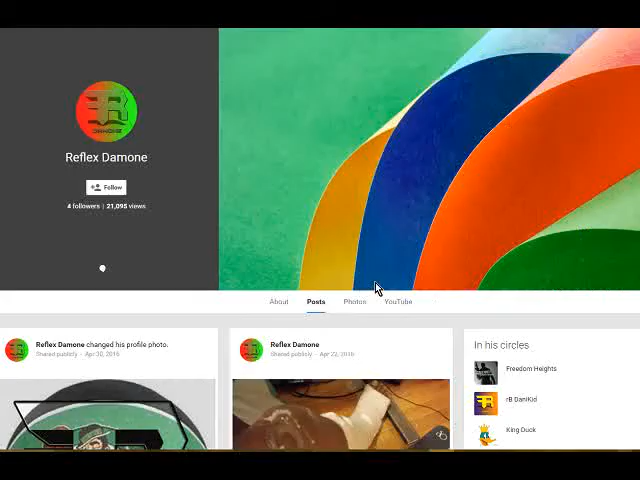 Reflex Damone
Follow
4 followers | 21,095 views
About Posts Photos YouTube
Reflex Damone changed his profile photo.
Shared publicly - Apr 30, 2016
Reflex Damone
Shared publicly - Apr 22, 2016
In his circles
Freedom Heights
rB DaniKid
King Duck